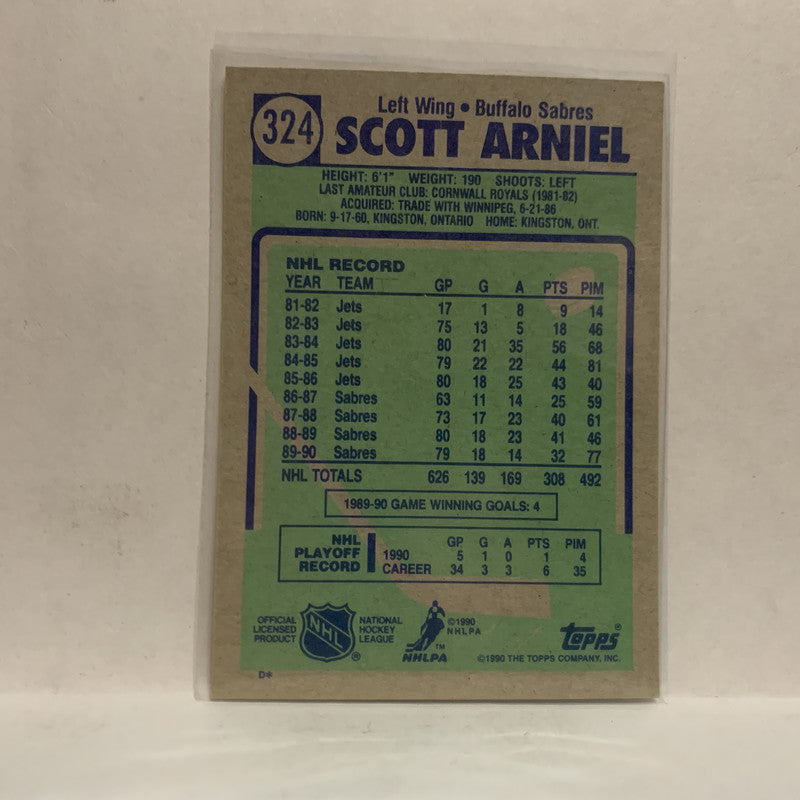 324
Left Wing • Buffalo Sabres
SCOTT ARNIEL
HEIGHT: 6'1" WEIGHT: 190 SHOOTS: LEFT
LAST AMATEUR CLUB: CORNWALL ROYALS (1981-82)
ACQUIRED: TRADE WITH WINNIPEG, 6-21-86
BORN: 9-17-60, KINGSTON, ONTARIO HOME: KINGSTON, ONT.
NHL RECORD
YEAR TEAM GP G A PTS PIM
81-82 Jets 17 1 8 9 14
82-83 Jets 75 13 5 18 46
83-84 Jets 80 21 35 56 68
84-85 Jets 79 22 22 44 81
85-86 Jets 80 18 25 43 40
86-87 Sabres 63 11 14 25 59
87-88 Sabres 73 17 23 40 61
88-89 Sabres 80 18 23 41 46
89-90 Sabres 79 18 14 32 77
NHL TOTALS 626 139 169 308 492
1989-90 GAME WINNING GOALS: 4
NHL PLAYOFF RECORD
GP G A PTS PIM
1990 5 1 0 1 4
CAREER 34 3 3 6 35
OFFICIAL LICENSED PRODUCT
NHL ®
NATIONAL HOCKEY LEAGUE
©1990 NHLPA
NHLPA ™
Topps ®
©1990 THE TOPPS COMPANY, INC.
D*